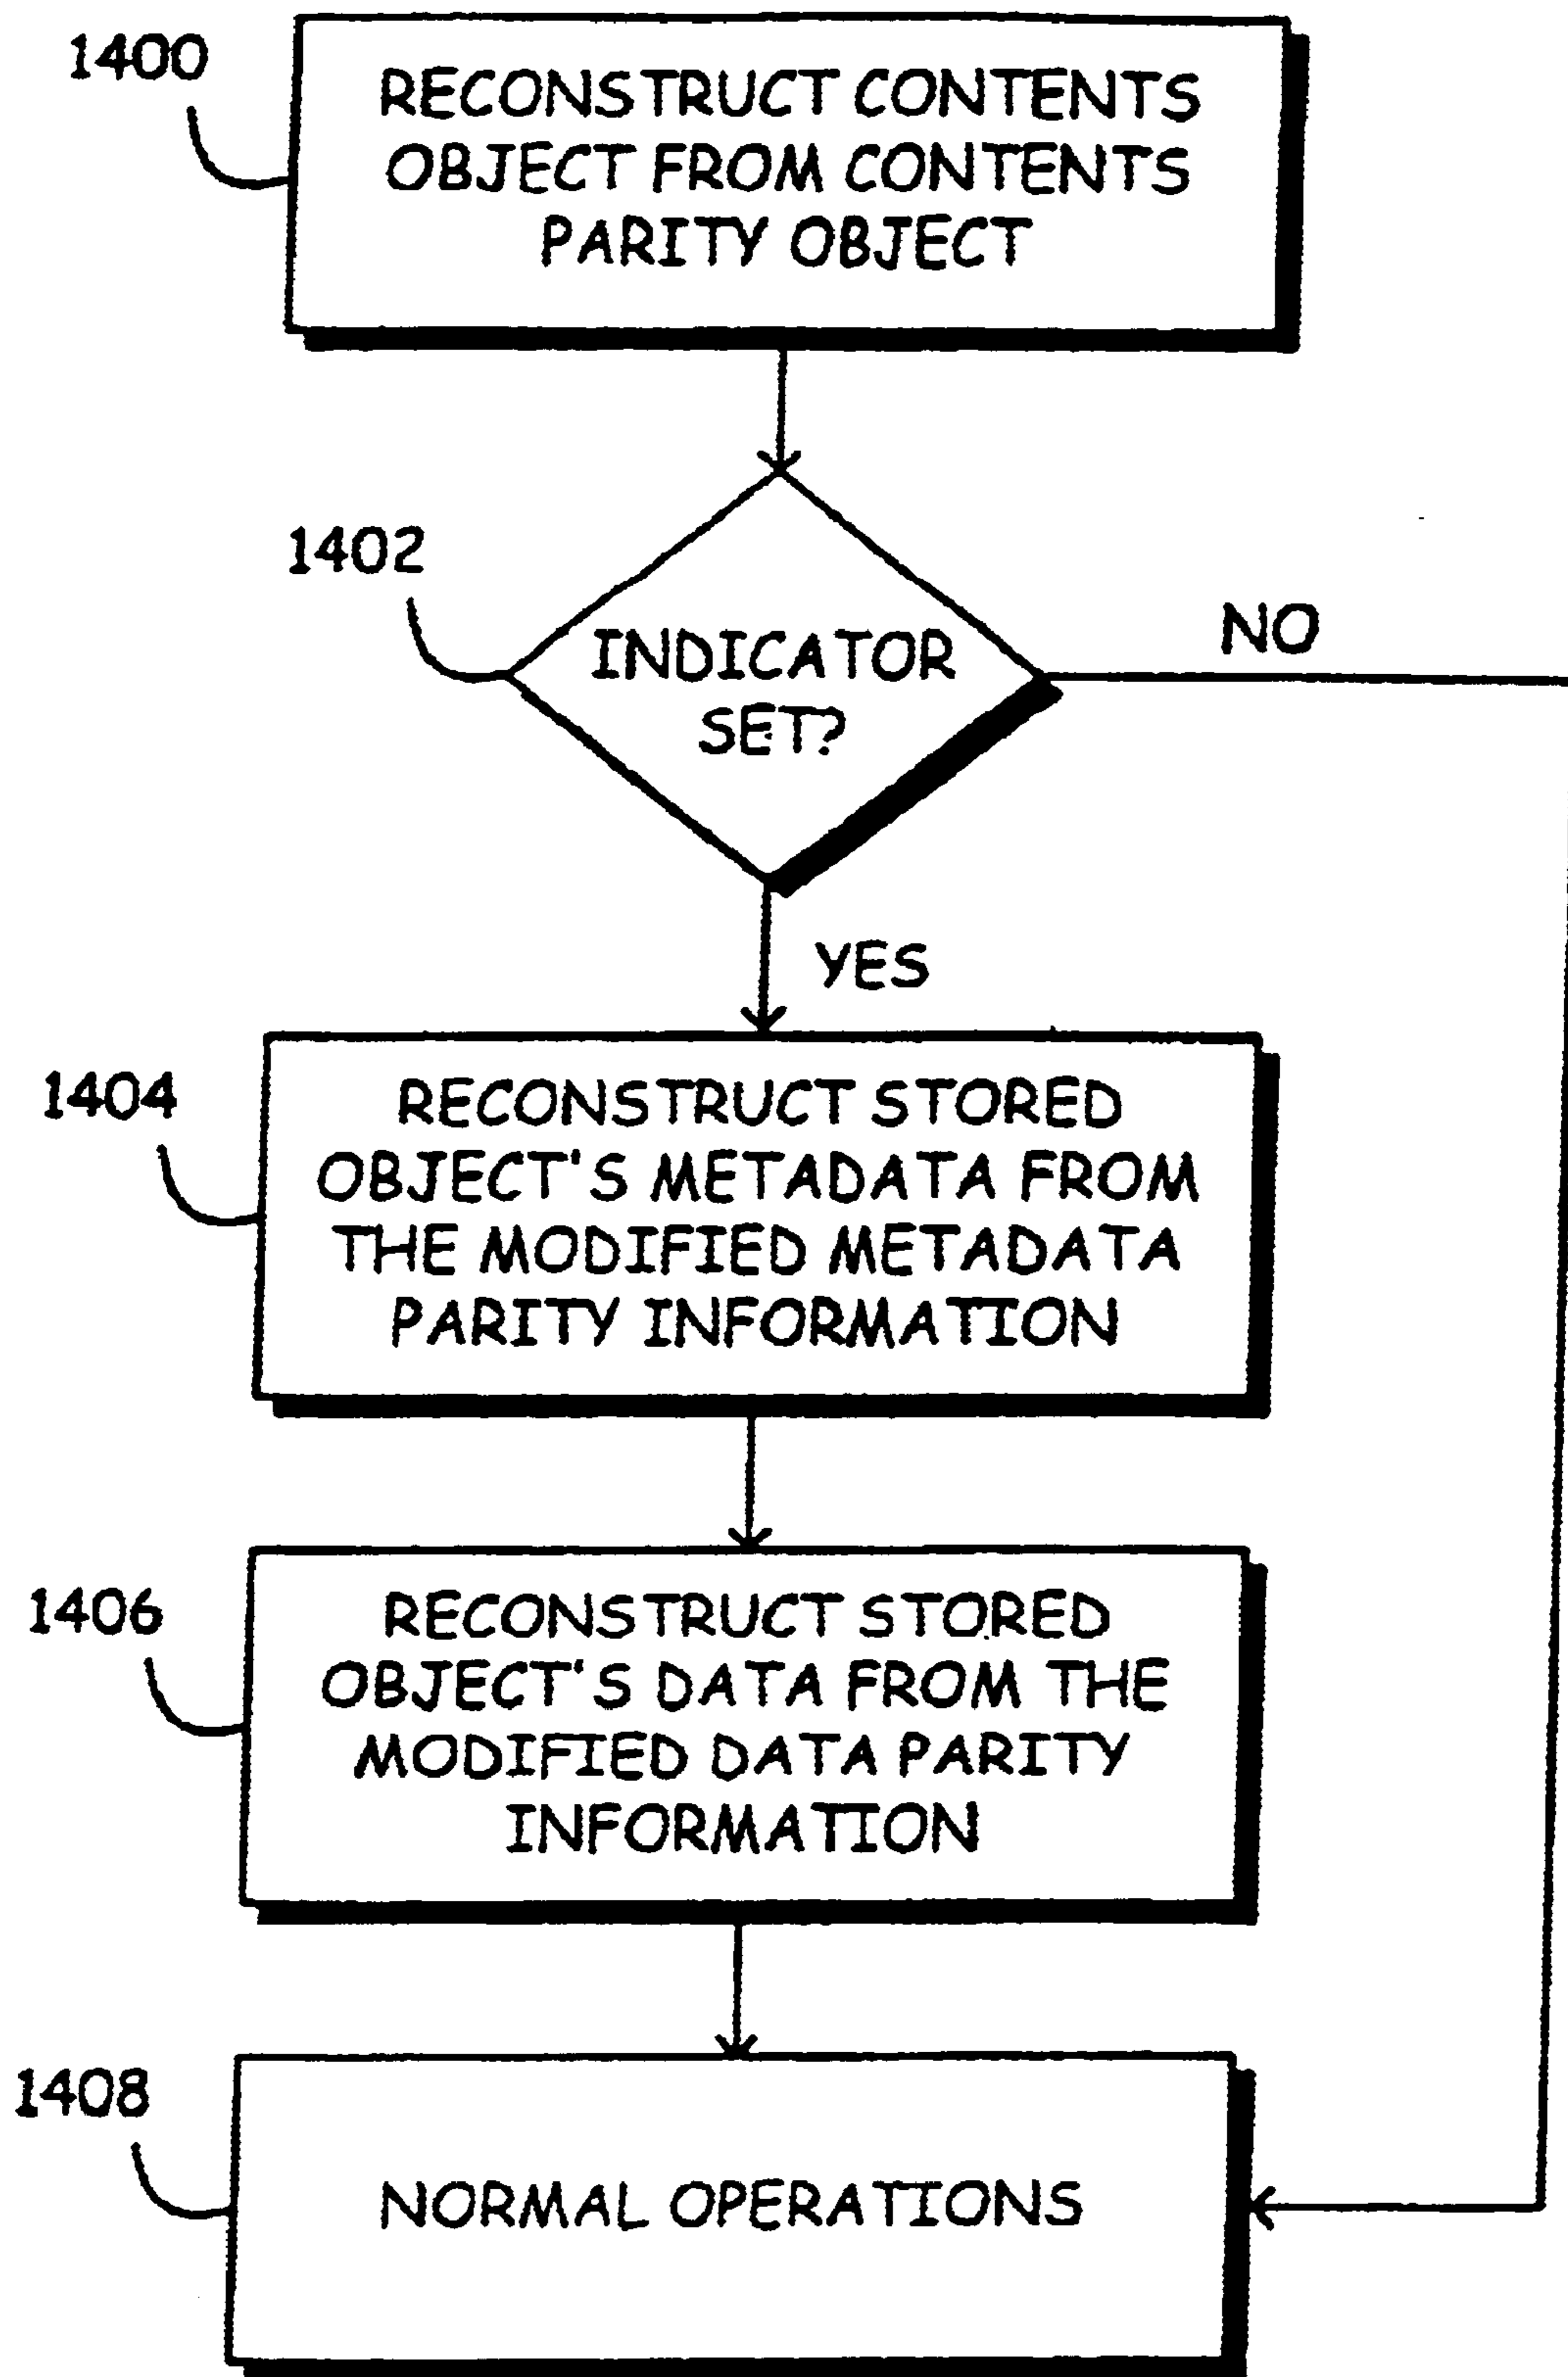 1400
RECONSTRUCT CONTENTS
OBJECT FROM CONTENTS
PARITY OBJECT
1402
INDICATOR
SET?
NO
YES
1404
RECONSTRUCT STORED
OBJECT'S METADATA FROM
THE MODIFIED METADATA
PARITY INFORMATION
1406
RECONSTRUCT STORED
OBJECT'S DATA FROM THE
MODIFIED DATA PARITY
INFORMATION
1408
NORMAL OPERATIONS